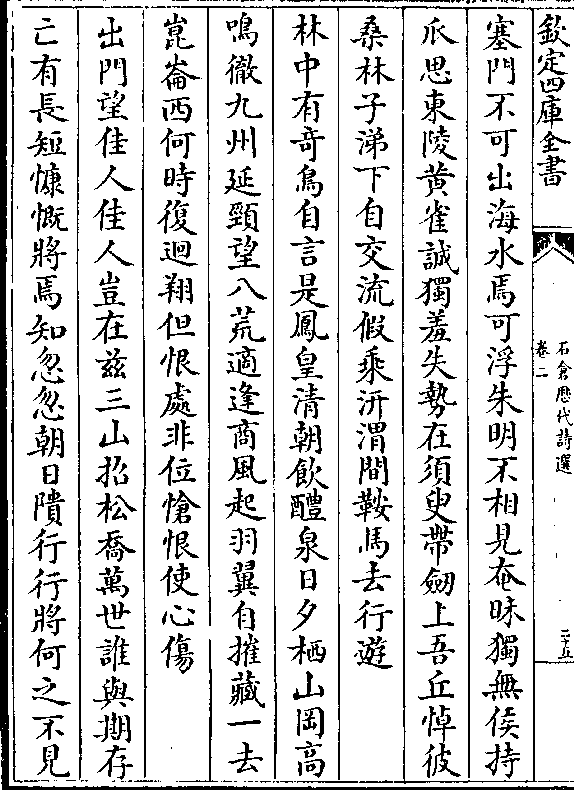 欽定四庫全書
石倉歷代詩選
卷二
二十五
塞門不可出海水焉可浮朱明不相見奄昧獨無侯持
瓜思東陵黄雀誠獨羞失勢在須臾帶劒上吾丘悼彼
桑林子涕下自交流假乘汧渭間鞍馬去行遊
林中有奇鳥自言是鳳皇清朝飲醴泉日夕栖山岡高
鳴徹九州延頸望八荒適逢商風起羽翼自摧藏一去
崑崙西何時復迴翔但恨處非位愴恨使心傷
出門望佳人佳人豈在兹三山招松喬萬世誰與期存
亡有長短慷慨將焉知忽忽朝日隤行行將何之不見